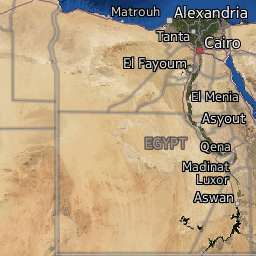 Matrouh
Alexandria
Tanta
Cairo
El Fayoum
El Menia
Asyout
EGYPT
Qena
Madinat
Luxor
Aswan